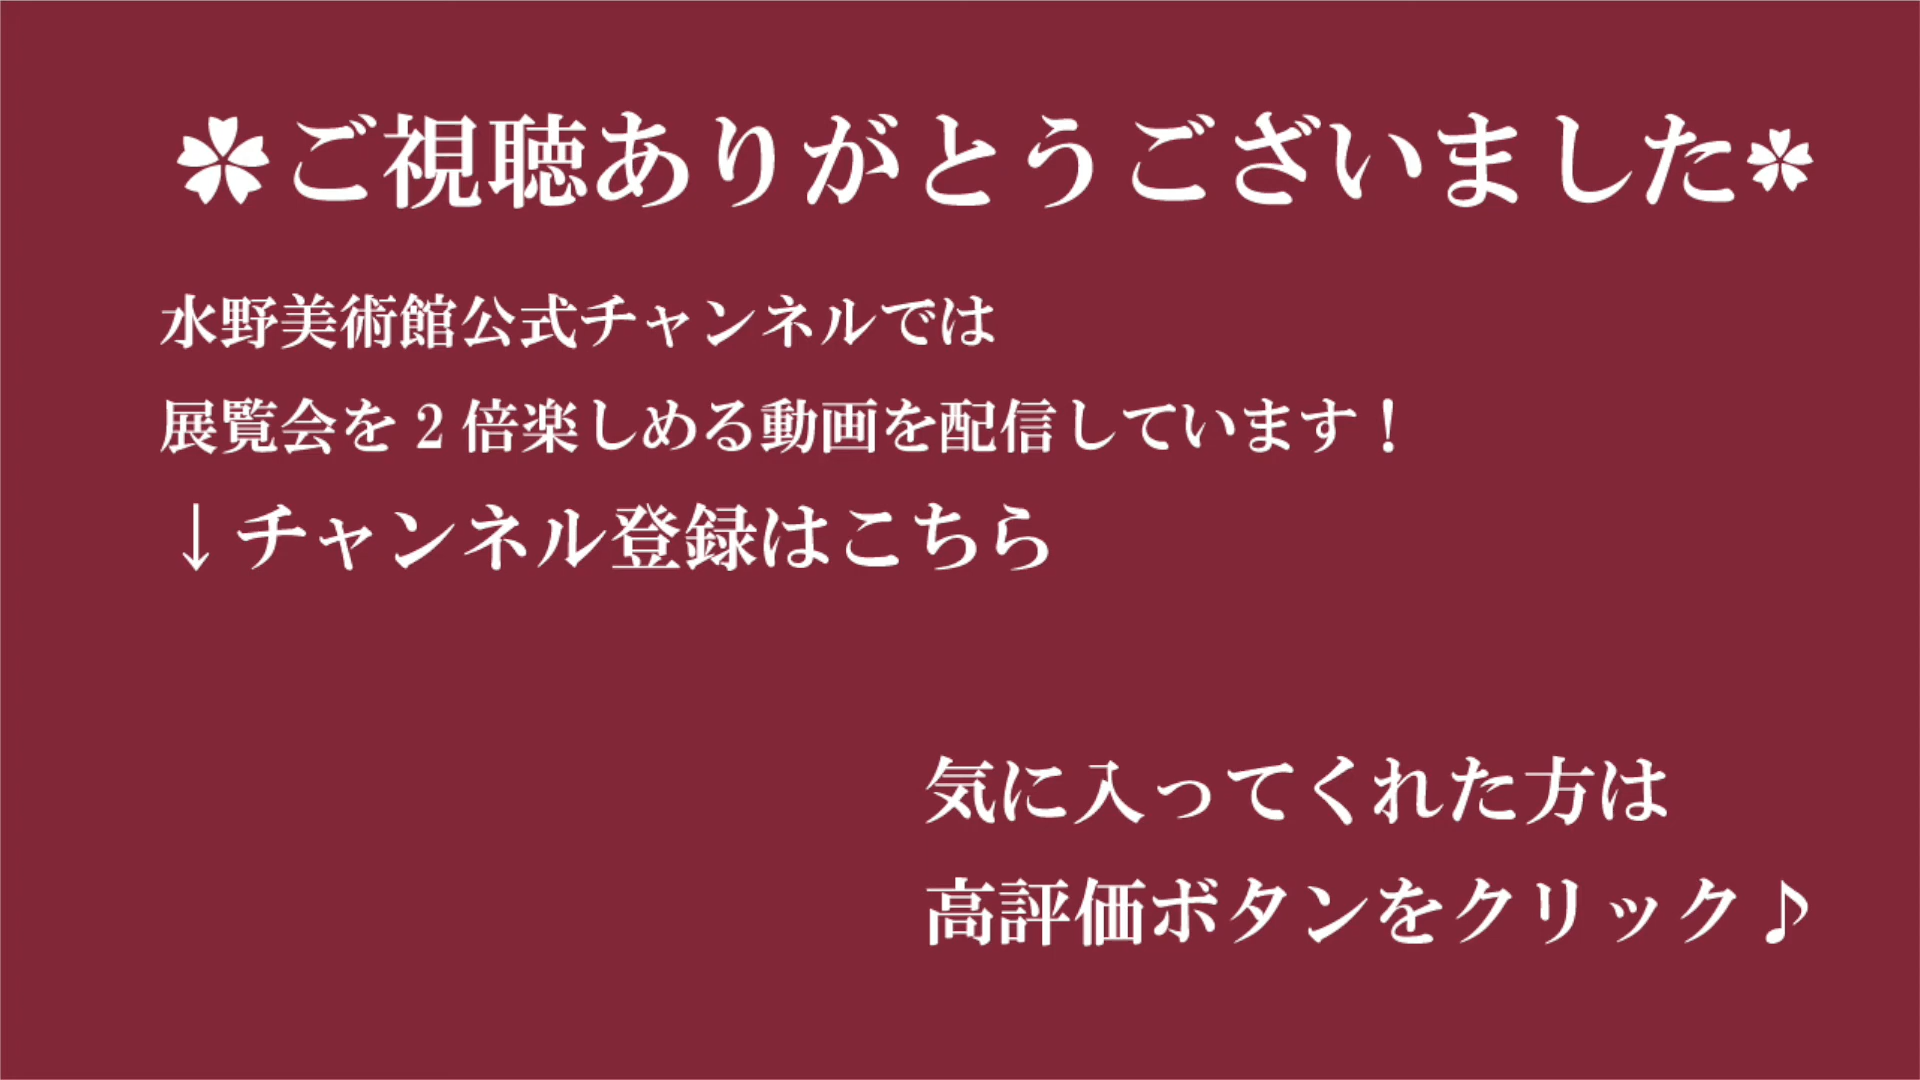 ✿ご視聴ありがとうございました✿
水野美術館公式チャンネルでは
展覧会を2倍楽しめる動画を配信しています！
↓チャンネル登録はこちら
気に入ってくれた方は
高評価ボタンをクリック♪